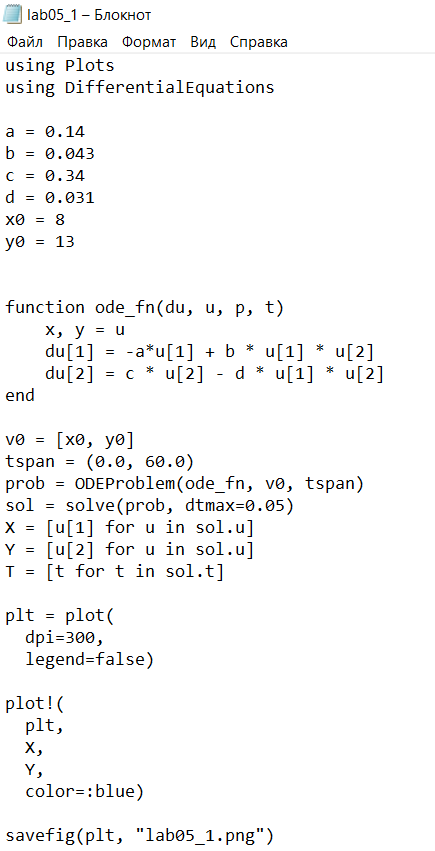 lab05_1 – Блокнот
Файл Правка Формат Вид Справка
using Plots
using DifferentialEquations

a = 0.14
b = 0.043
c = 0.34
d = 0.031
x0 = 8
y0 = 13

function ode_fn(du, u, p, t)
    x, y = u
    du[1] = -a*u[1] + b * u[1] * u[2]
    du[2] = c * u[2] - d * u[1] * u[2]
end

v0 = [x0, y0]
tspan = (0.0, 60.0)
prob = ODEProblem(ode_fn, v0, tspan)
sol = solve(prob, dtmax=0.05)
X = [u[1] for u in sol.u]
Y = [u[2] for u in sol.u]
T = [t for t in sol.t]

plt = plot(
  dpi=300,
  legend=false)

plot!(
  plt,
  X,
  Y,
  color=:blue)

savefig(plt, "lab05_1.png")